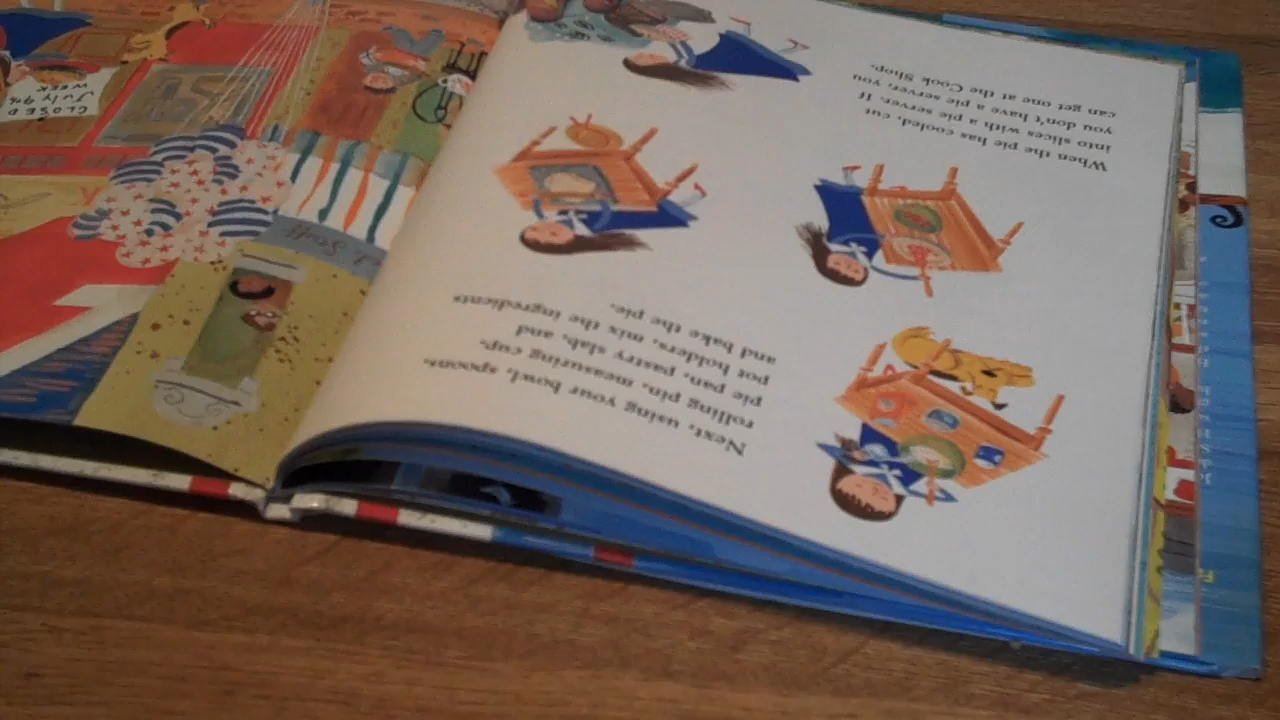 Next, using your bowl, spoons,
rolling pin, measuring cup,
pie pan, pastry slab, and
pot holders, mix the ingredients
and bake the pie.
When the pie has cooled, cut
into slices with a pie server. If
you don't have a pie server, you
can get one at the Cook Shop.
CLOSED
July 4th
WEEK